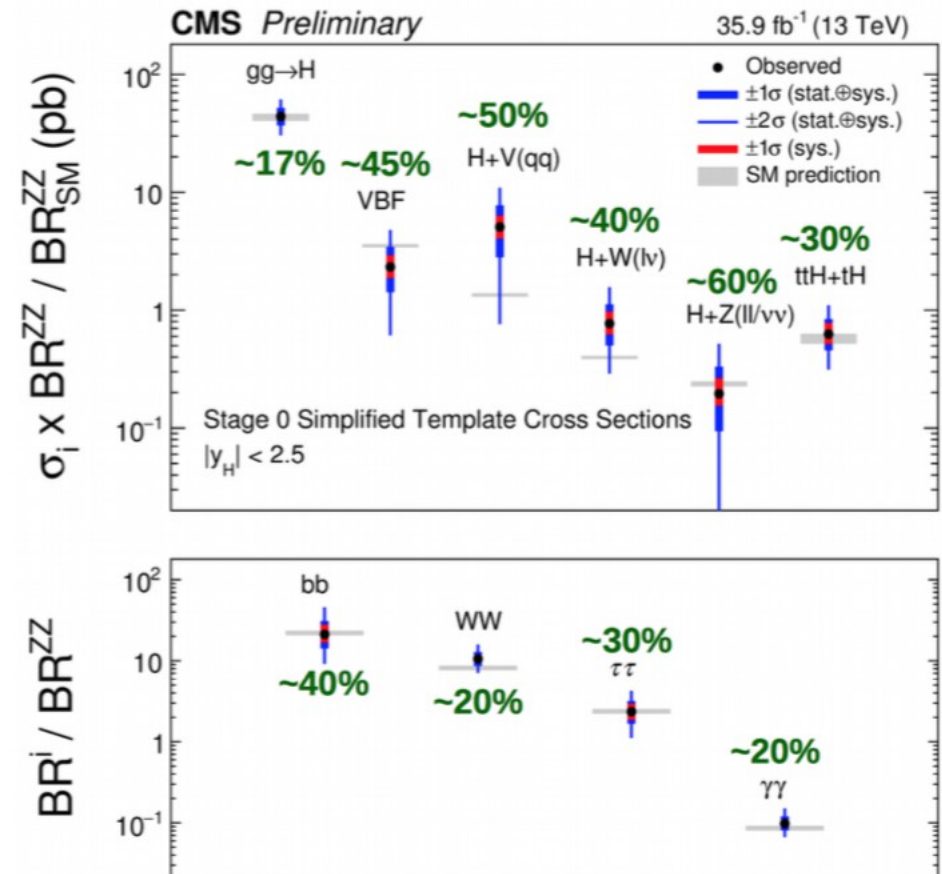 CMS Preliminary 35.9 fb⁻¹ (13 TeV)
σᵢ x BR^ZZ / BR^ZZ_SM (pb)
10²
10
1
10⁻¹
gg→H
~17%
~45%
VBF
~50%
H+V(qq)
~40%
H+W(lν)
~60%
H+Z(ll/νν)
~30%
ttH+tH
Observed
±1σ (stat.⊕sys.)
±2σ (stat.⊕sys.)
±1σ (sys.)
SM prediction
Stage 0 Simplified Template Cross Sections
|y_H| < 2.5
BR^i / BR^ZZ
10²
10
1
10⁻¹
bb
~40%
WW
~20%
~30%
ττ
~20%
γγ